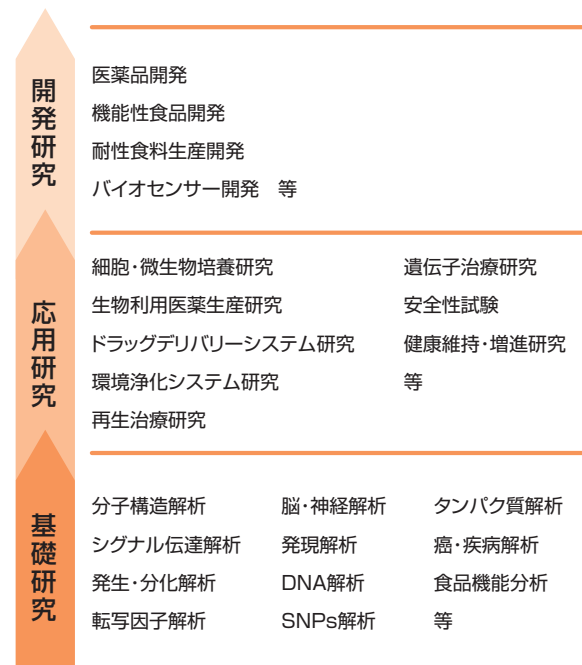 開発研究
医薬品開発
機能性食品開発
耐性食料生産開発
バイオセンサー開発　等
応用研究
細胞・微生物培養研究
生物利用医薬生産研究
ドラッグデリバリーシステム研究
環境浄化システム研究
再生治療研究
遺伝子治療研究
安全性試験
健康維持・増進研究
等
基礎研究
分子構造解析
シグナル伝達解析
発生・分化解析
転写因子解析
脳・神経解析
発現解析
DNA解析
SNPs解析
タンパク質解析
癌・疾病解析
食品機能分析
等